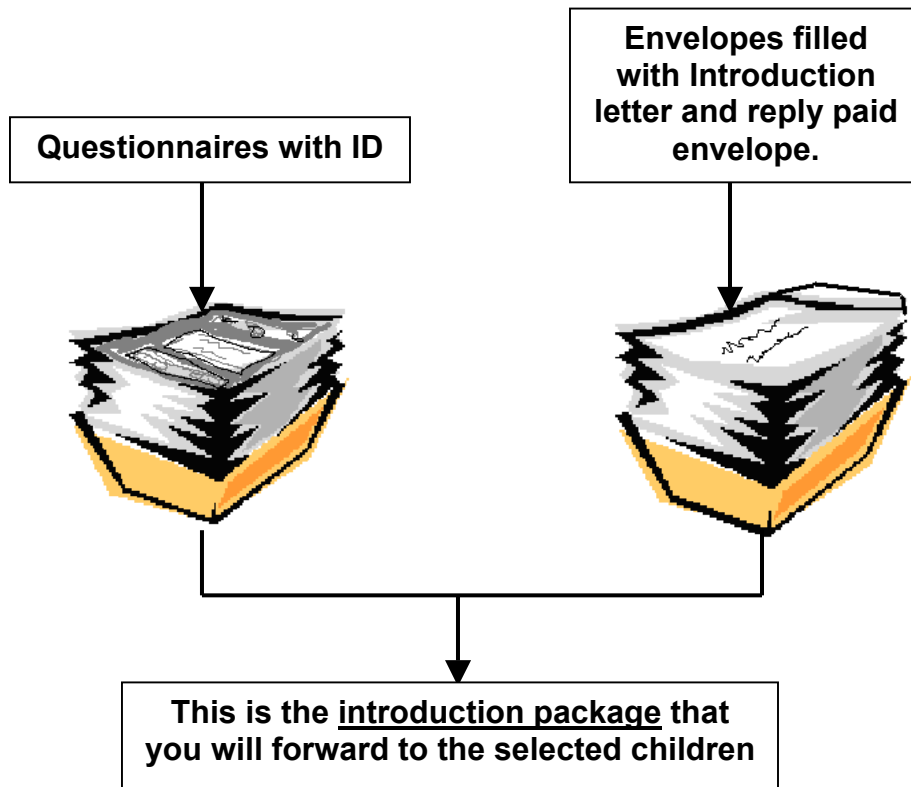 Questionnaires with ID
Envelopes filled
with Introduction
letter and reply paid
envelope.
This is the introduction package that
you will forward to the selected children